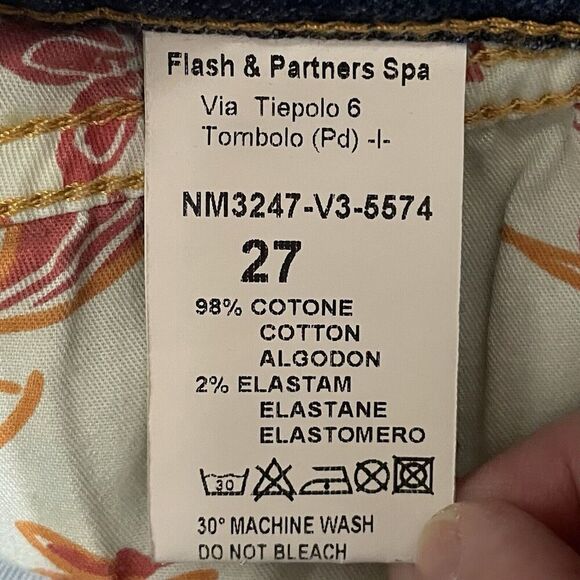 Flash & Partners Spa
Via Tiepolo 6
Tombolo (Pd) -I-
NM3247-V3-5574
27
98% COTONE
COTTON
ALGODON
2% ELASTAM
ELASTANE
ELASTOMERO
30
30° MACHINE WASH
DO NOT BLEACH